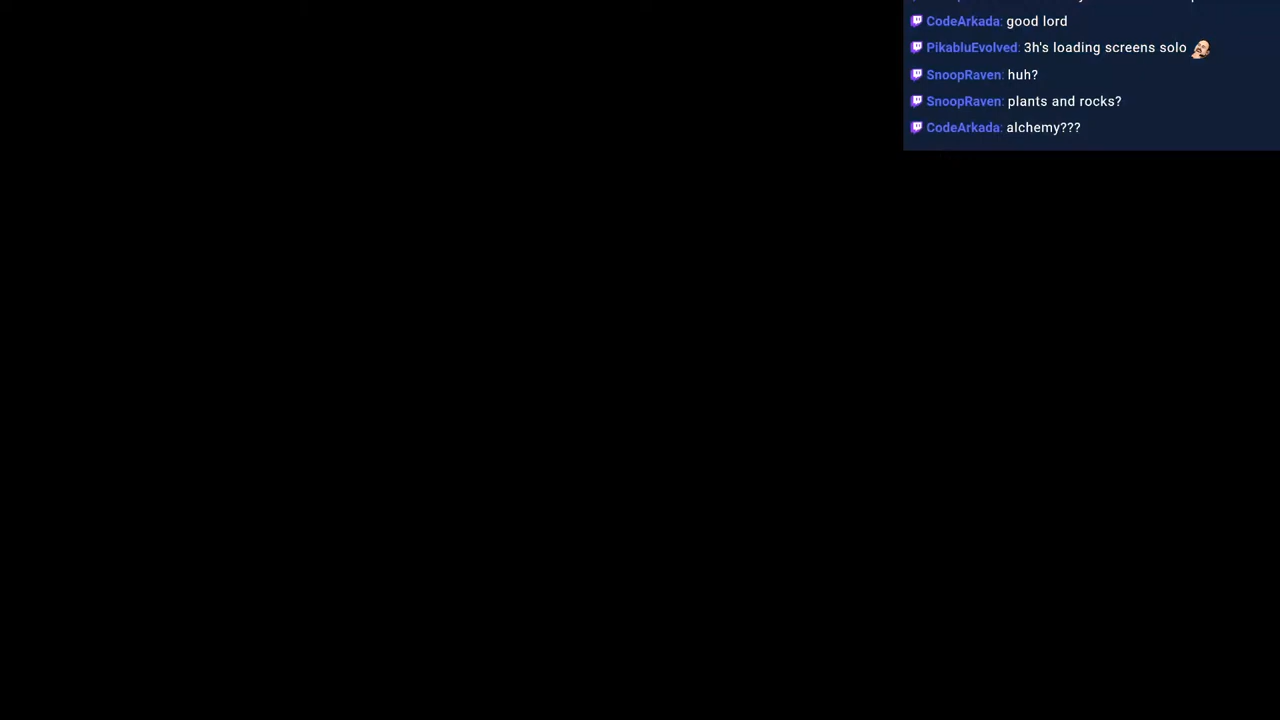 CodeArkada: good lord
PikabluEvolved: 3h's loading screens solo
SnoopRaven: huh?
SnoopRaven: plants and rocks?
CodeArkada: alchemy???